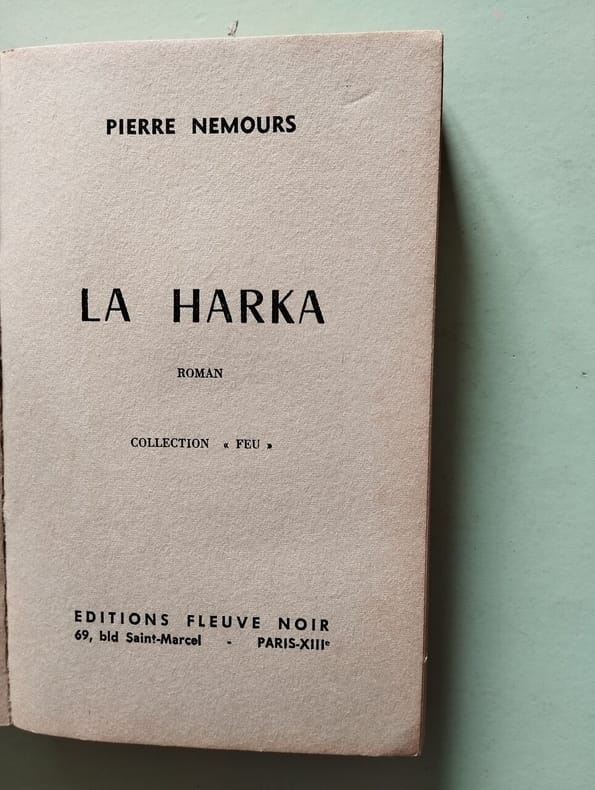 PIERRE NEMOURS
LA HARKA
ROMAN
COLLECTION « FEU »
EDITIONS FLEUVE NOIR
69, bld Saint-Marcel - PARIS-XIIIᵉ